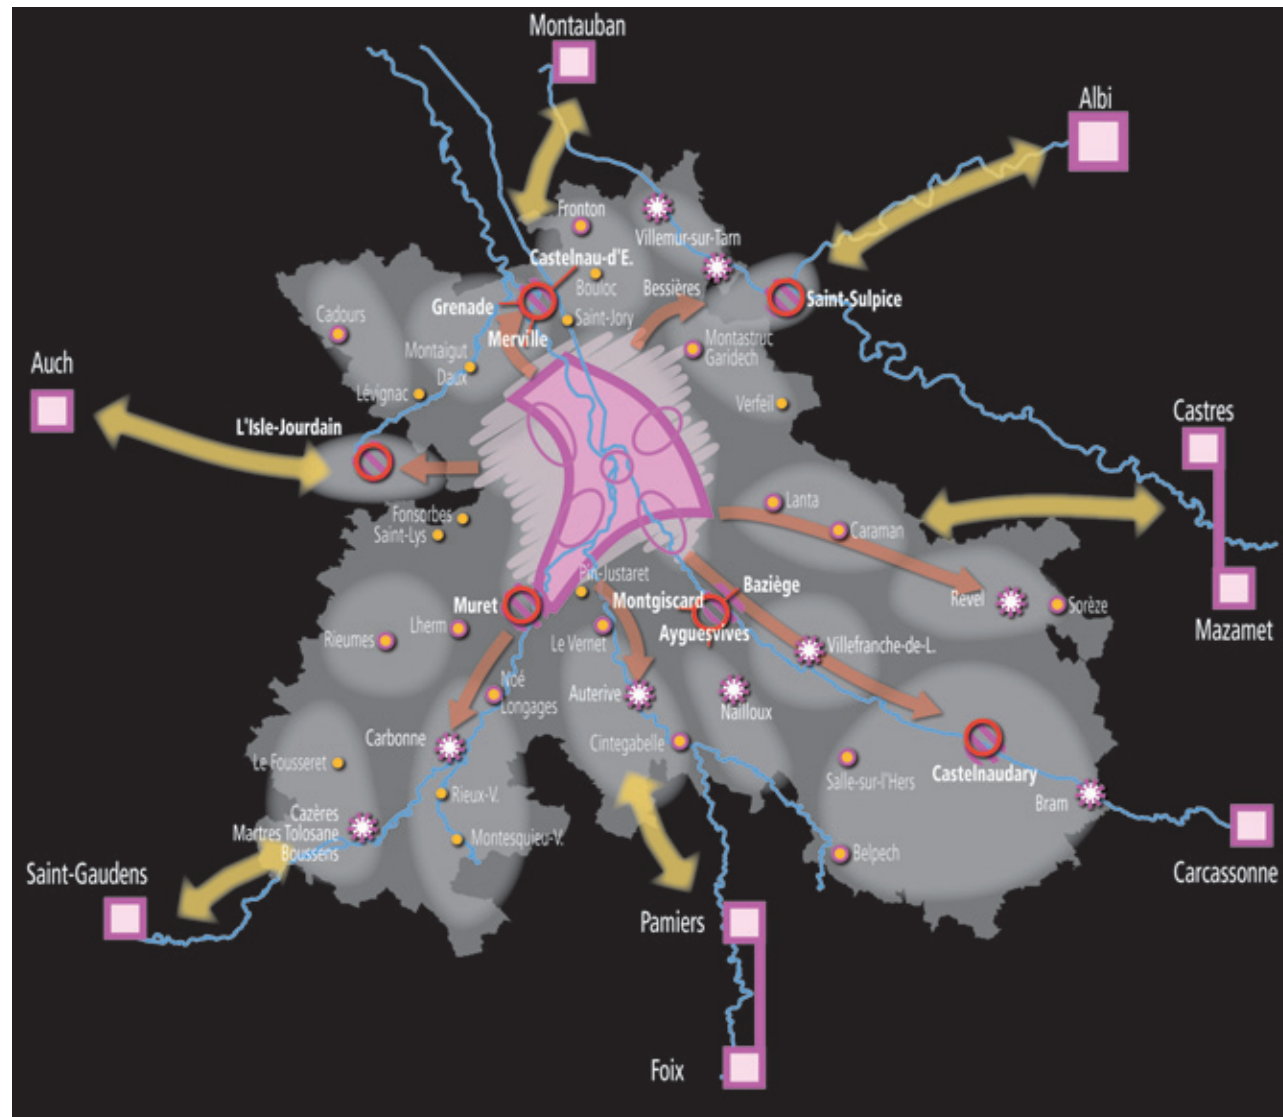 Montauban
Albi
Fronton
Villemur-sur-Tarn
Castelnau-d'E.
Bouloc
Bessières
Grenade
Saint-Sulpice
Cadours
Saint-Jory
Merville
Montastruc
Garidech
Montaigut
Daux
Auch
Lévignac
Verfeil
Castres
L'Isle-Jourdain
Lanta
Fonsorbes
Saint-Lys
Caraman
Pin-Justaret
Baziège
Revel
Sorèze
Muret
Montgiscard
Mazamet
Lherm
Ayguesvives
Rieumes
Le Vernet
Villefranche-de-L.
Noé
Longages
Auterive
Nailloux
Carbonne
Cintegabelle
Le Fousseret
Castelnaudary
Salle-sur-l'Hers
Rieux-V.
Bram
Cazères
Martres Tolosane
Boussens
Montesquieu-V.
Belpech
Saint-Gaudens
Carcassonne
Pamiers
Foix